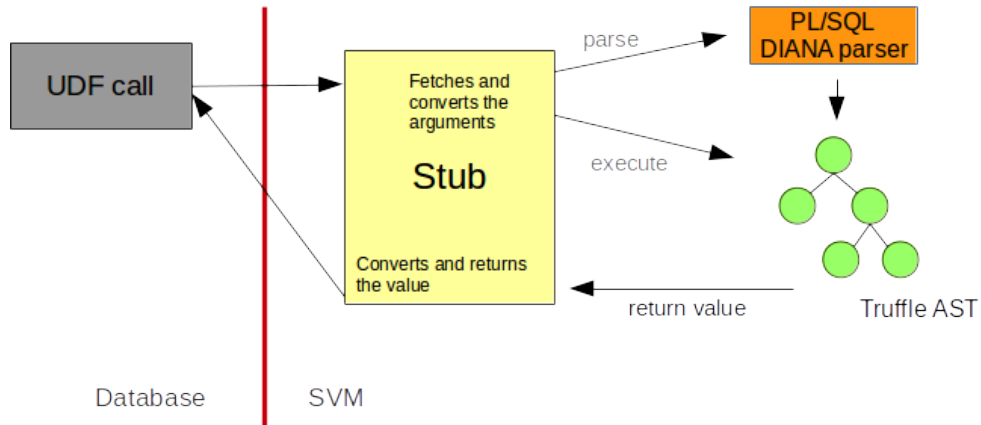 UDF call
Fetches and
converts the
arguments
Stub
Converts and returns
the value
parse
execute
PL/SQL
DIANA parser
return value
Truffle AST
Database
SVM